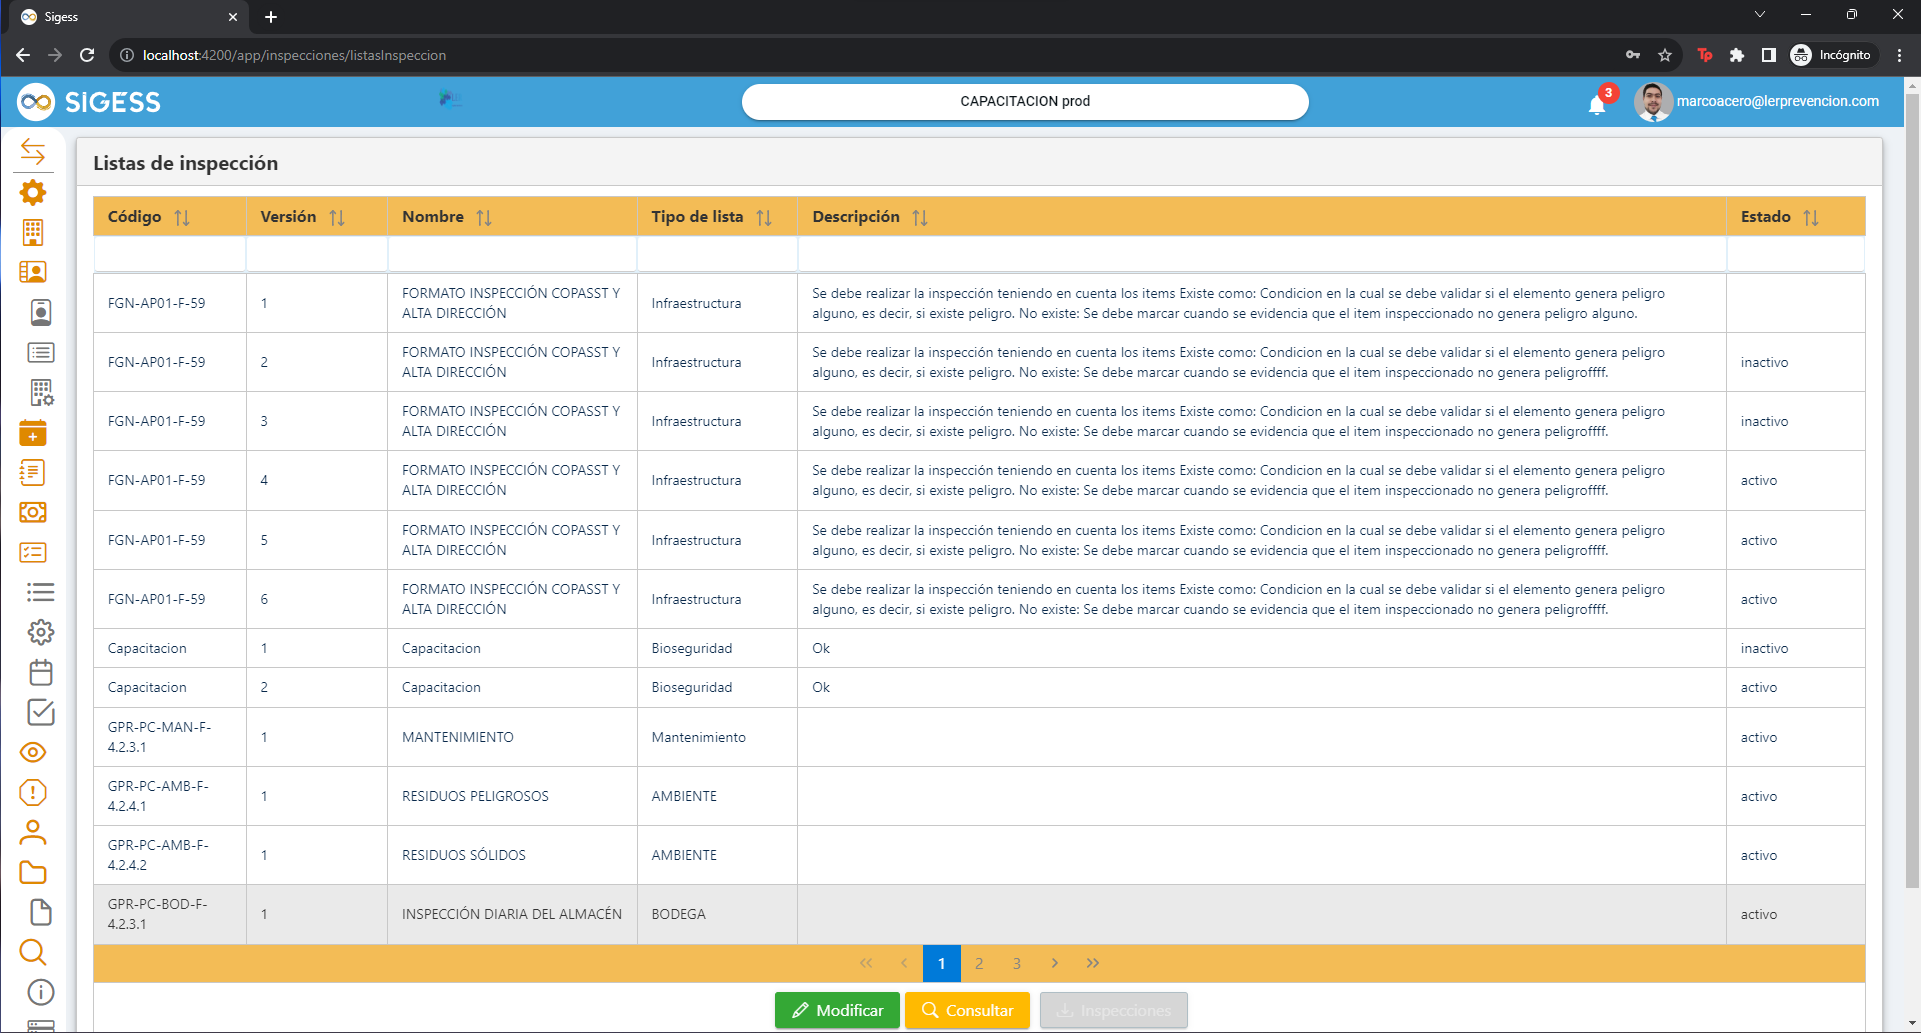 Sigess
localhost:4200/app/inspecciones/listasInspeccion
Tp
Incógnito
SIGESS
CAPACITACION prod
3
marcoacero@lerprevencion.com
Listas de inspección
Código Versión Nombre Tipo de lista Descripción Estado
FGN-AP01-F-59 1 FORMATO INSPECCIÓN COPASST Y ALTA DIRECCIÓN Infraestructura Se debe realizar la inspección teniendo en cuenta los items Existe como: Condicion en la cual se debe validar si el elemento genera peligro
alguno, es decir, si existe peligro. No existe: Se debe marcar cuando se evidencia que el item inspeccionado no genera peligro alguno.
FGN-AP01-F-59 2 FORMATO INSPECCIÓN COPASST Y ALTA DIRECCIÓN Infraestructura Se debe realizar la inspección teniendo en cuenta los items Existe como: Condicion en la cual se debe validar si el elemento genera peligro
alguno, es decir, si existe peligro. No existe: Se debe marcar cuando se evidencia que el item inspeccionado no genera peligroffff. inactivo
FGN-AP01-F-59 3 FORMATO INSPECCIÓN COPASST Y ALTA DIRECCIÓN Infraestructura Se debe realizar la inspección teniendo en cuenta los items Existe como: Condicion en la cual se debe validar si el elemento genera peligro
alguno, es decir, si existe peligro. No existe: Se debe marcar cuando se evidencia que el item inspeccionado no genera peligroffff. inactivo
FGN-AP01-F-59 4 FORMATO INSPECCIÓN COPASST Y ALTA DIRECCIÓN Infraestructura Se debe realizar la inspección teniendo en cuenta los items Existe como: Condicion en la cual se debe validar si el elemento genera peligro
alguno, es decir, si existe peligro. No existe: Se debe marcar cuando se evidencia que el item inspeccionado no genera peligroffff. activo
FGN-AP01-F-59 5 FORMATO INSPECCIÓN COPASST Y ALTA DIRECCIÓN Infraestructura Se debe realizar la inspección teniendo en cuenta los items Existe como: Condicion en la cual se debe validar si el elemento genera peligro
alguno, es decir, si existe peligro. No existe: Se debe marcar cuando se evidencia que el item inspeccionado no genera peligroffff. activo
FGN-AP01-F-59 6 FORMATO INSPECCIÓN COPASST Y ALTA DIRECCIÓN Infraestructura Se debe realizar la inspección teniendo en cuenta los items Existe como: Condicion en la cual se debe validar si el elemento genera peligro
alguno, es decir, si existe peligro. No existe: Se debe marcar cuando se evidencia que el item inspeccionado no genera peligroffff. activo
Capacitacion 1 Capacitacion Bioseguridad Ok inactivo
Capacitacion 2 Capacitacion Bioseguridad Ok activo
GPR-PC-MAN-F-4.2.3.1 1 MANTENIMIENTO Mantenimiento activo
GPR-PC-AMB-F-4.2.4.1 1 RESIDUOS PELIGROSOS AMBIENTE activo
GPR-PC-AMB-F-4.2.4.2 1 RESIDUOS SÓLIDOS AMBIENTE activo
GPR-PC-BOD-F-4.2.3.1 1 INSPECCIÓN DIARIA DEL ALMACÉN BODEGA activo
« ‹ 1 2 3 › »
Modificar Consultar Inspecciones